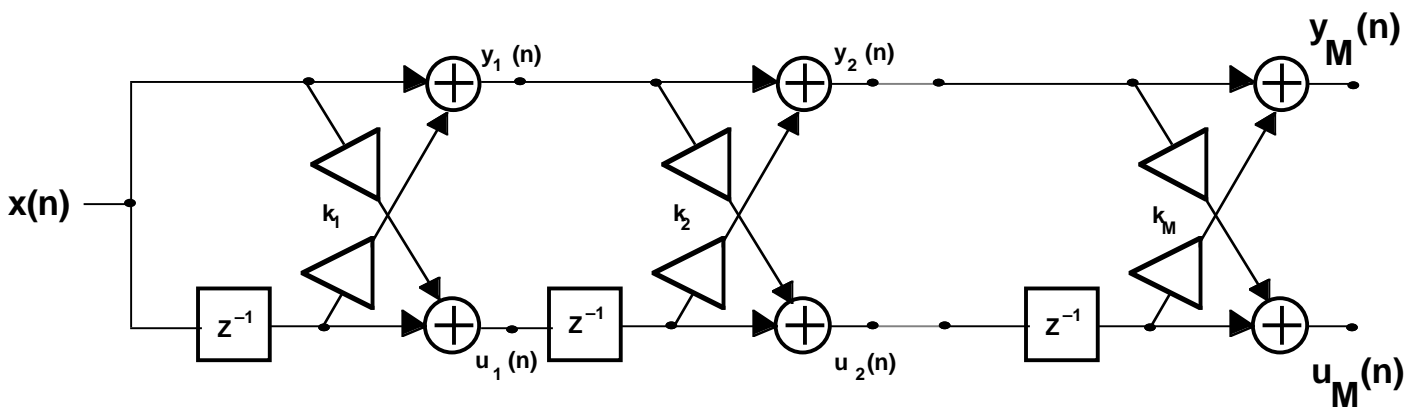 y_M(n)
y_1 (n)
y_2 (n)
x(n)
k_1
k_2
k_M
z^{-1}
z^{-1}
z^{-1}
u_1(n)
u_2(n)
u_M(n)